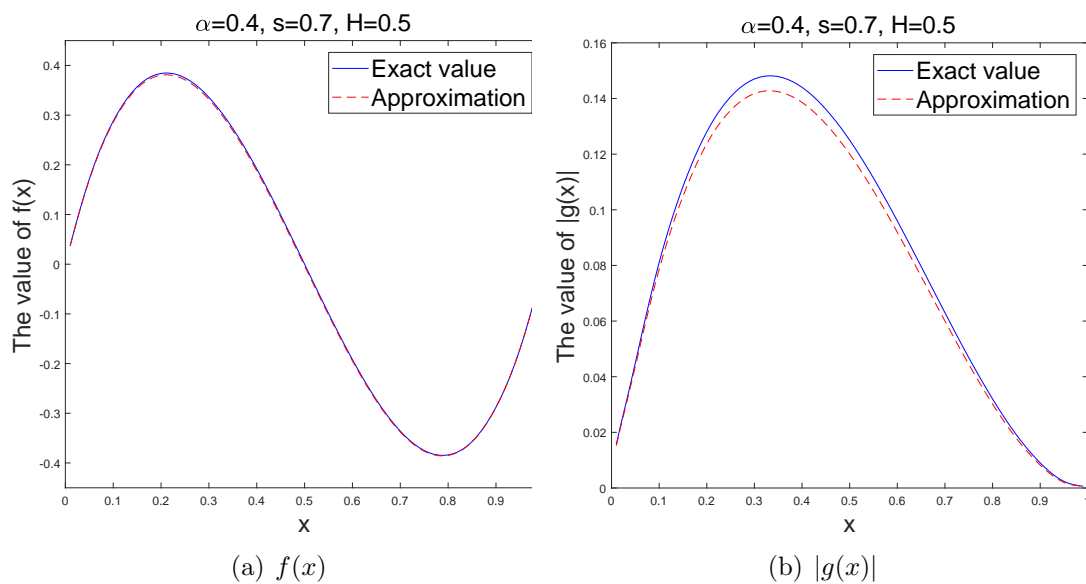 α=0.4, s=0.7, H=0.5
Exact value
Approximation
The value of f(x)
0.4
0.3
0.2
0.1
0
-0.1
-0.2
-0.3
-0.4
0 0.1 0.2 0.3 0.4 0.5 0.6 0.7 0.8 0.9
x
(a) f(x)
α=0.4, s=0.7, H=0.5
Exact value
Approximation
The value of |g(x)|
0.16
0.14
0.12
0.1
0.08
0.06
0.04
0.02
0
0 0.1 0.2 0.3 0.4 0.5 0.6 0.7 0.8 0.9
x
(b) |g(x)|